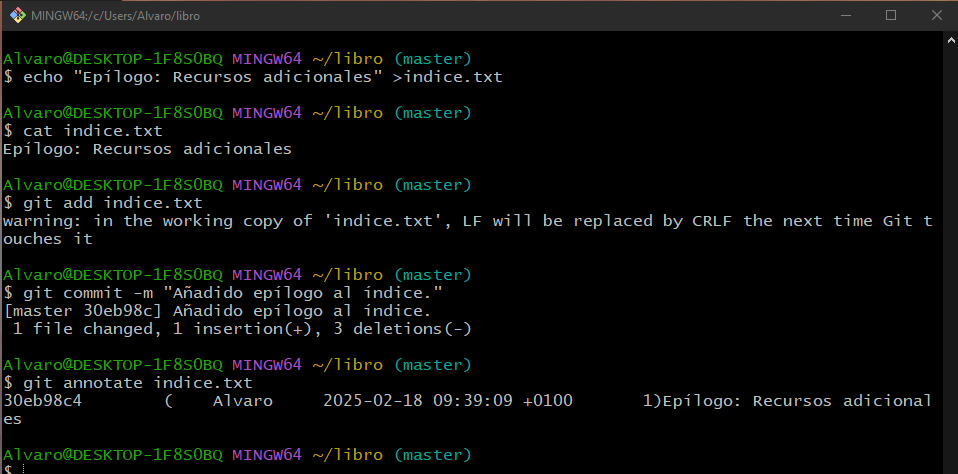 MINGW64:/c/Users/Alvaro/libro
Alvaro@DESKTOP-1F8S0BQ MINGW64 ~/libro (master)
$ echo "Epílogo: Recursos adicionales" >indice.txt
Alvaro@DESKTOP-1F8S0BQ MINGW64 ~/libro (master)
$ cat indice.txt
Epílogo: Recursos adicionales
Alvaro@DESKTOP-1F8S0BQ MINGW64 ~/libro (master)
$ git add indice.txt
warning: in the working copy of 'indice.txt', LF will be replaced by CRLF the next time Git t
ouches it
Alvaro@DESKTOP-1F8S0BQ MINGW64 ~/libro (master)
$ git commit -m "Añadido epílogo al índice."
[master 30eb98c] Añadido epílogo al índice.
 1 file changed, 1 insertion(+), 3 deletions(-)
Alvaro@DESKTOP-1F8S0BQ MINGW64 ~/libro (master)
$ git annotate indice.txt
30eb98c4        (    Alvaro     2025-02-18 09:39:09 +0100       1)Epílogo: Recursos adicional
es
Alvaro@DESKTOP-1F8S0BQ MINGW64 ~/libro (master)
$